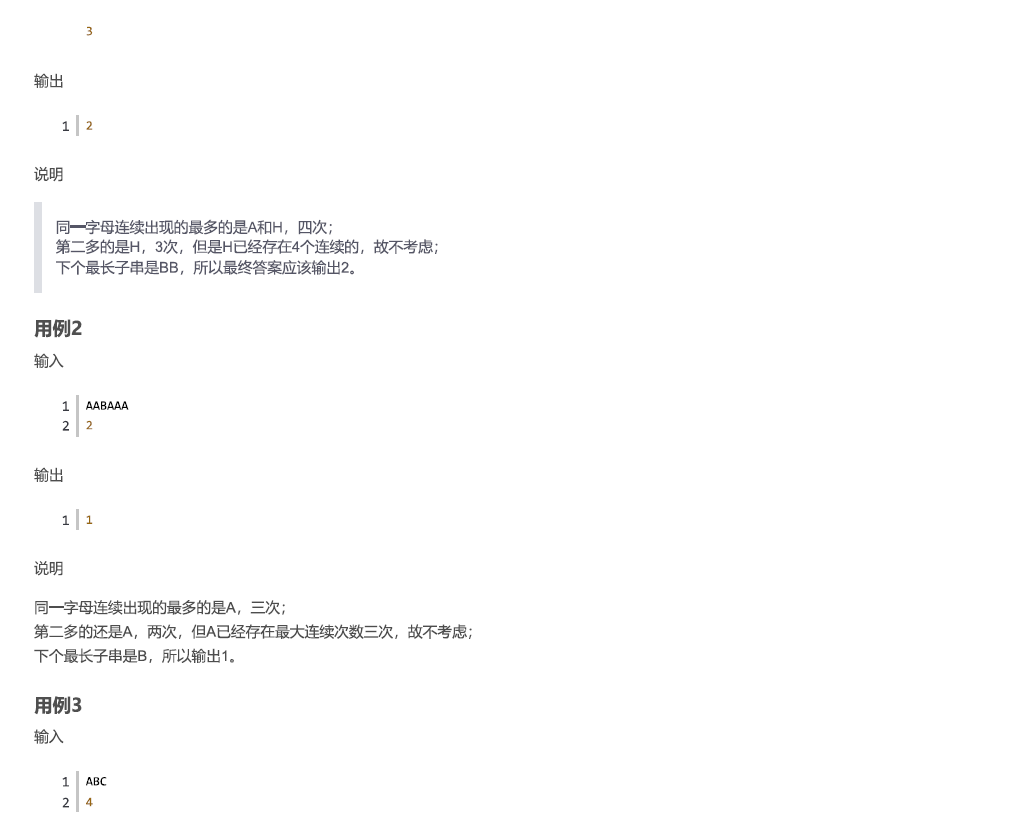 3
输出
1 2
说明
同一字母连续出现的最多的是A和H，四次；
第二多的是H，3次，但是H已经存在4个连续的，故不考虑；
下个最长子串是BB，所以最终答案应该输出2。
用例2
输入
1 AABAAA
2 2
输出
1 1
说明
同一字母连续出现的最多的是A，三次；
第二多的还是A，两次，但A已经存在最大连续次数三次，故不考虑；
下个最长子串是B，所以输出1。
用例3
输入
1 ABC
2 4